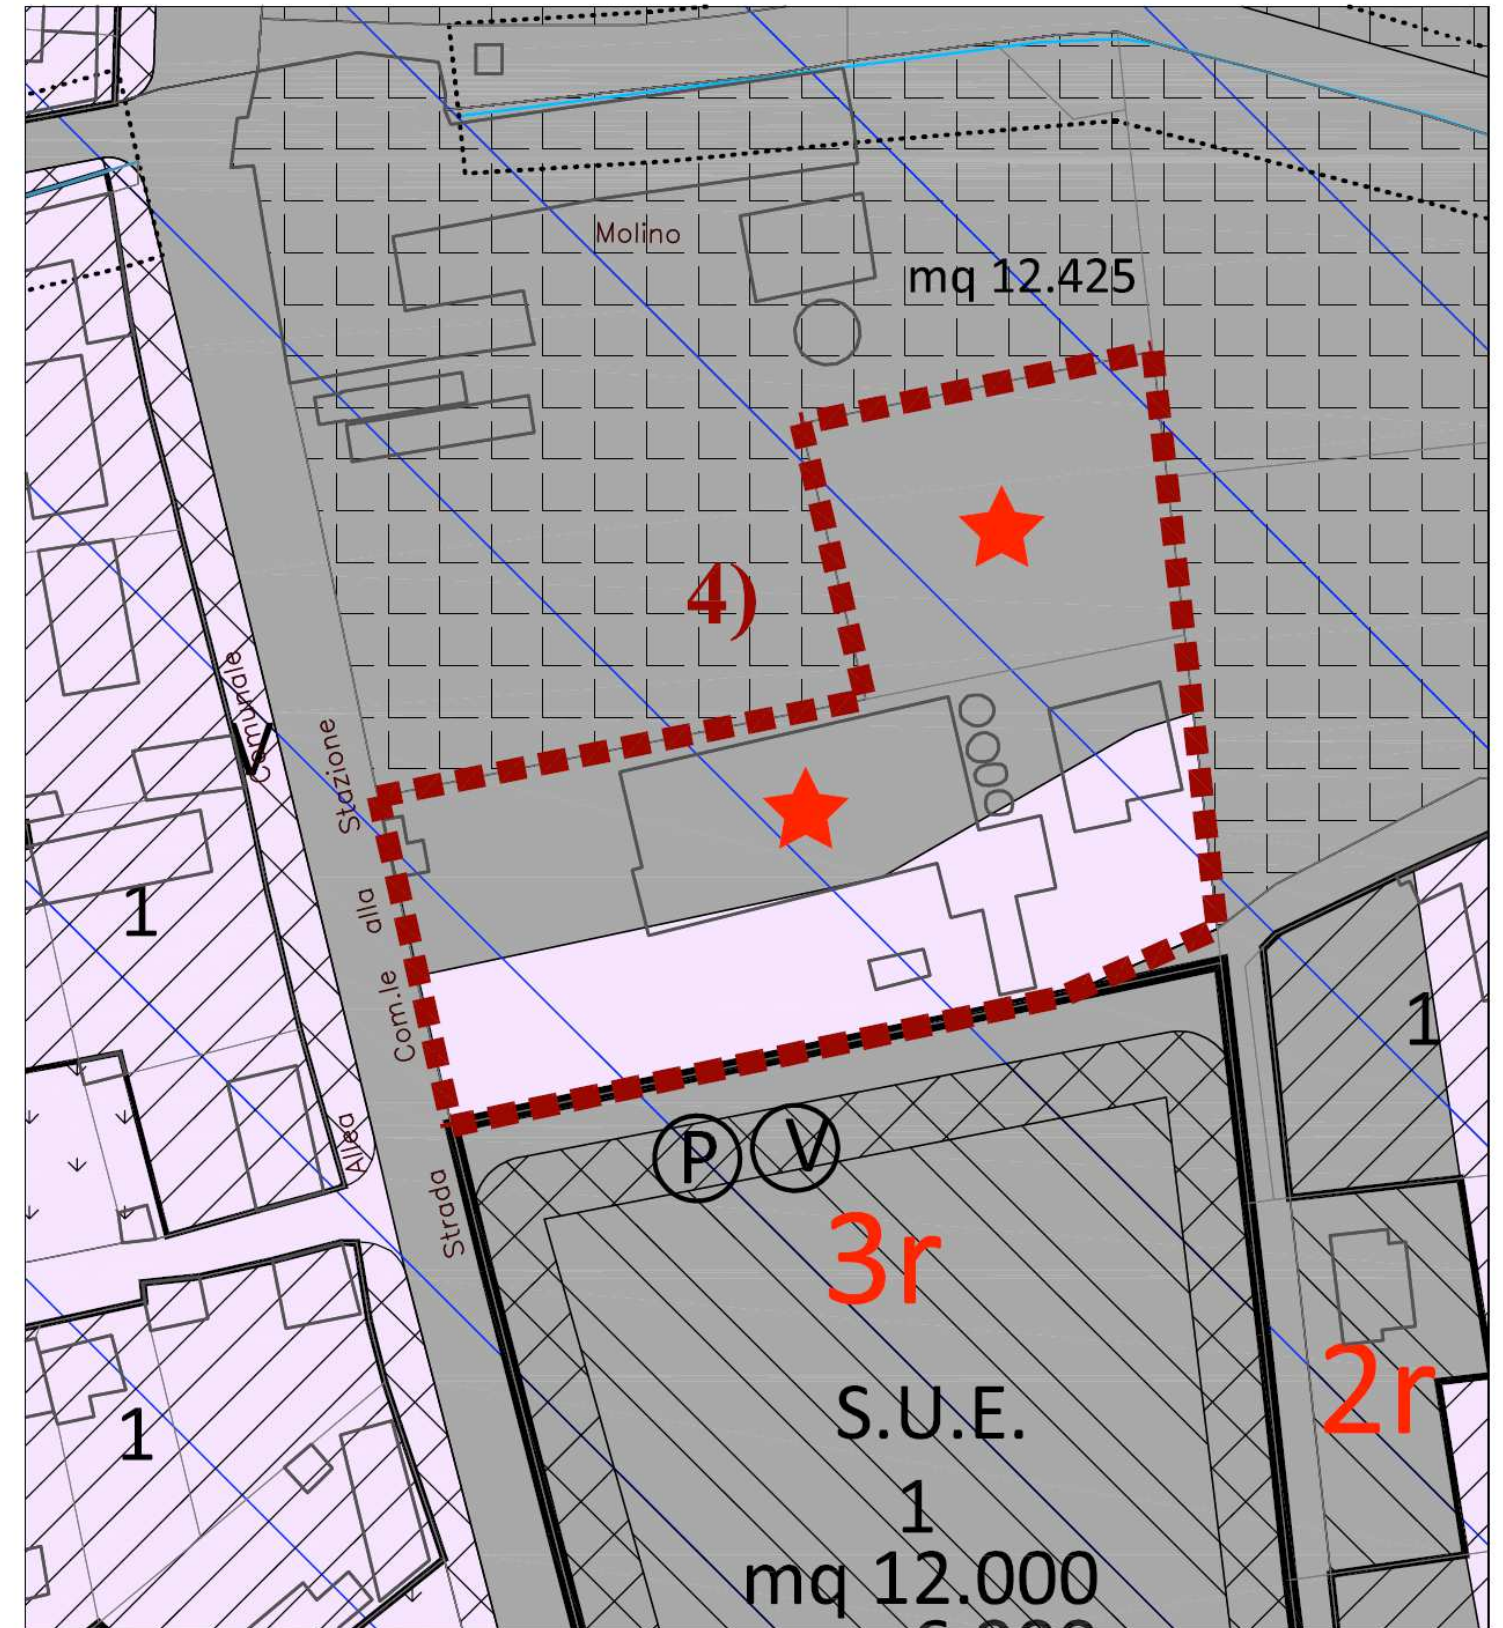 Molino
mq 12.425
4)
Comunale
V
Stazione
alla
Com.le
Allea
Strada
1
1
P
V
3r
2r
S.U.E.
1
mq 12.000
1